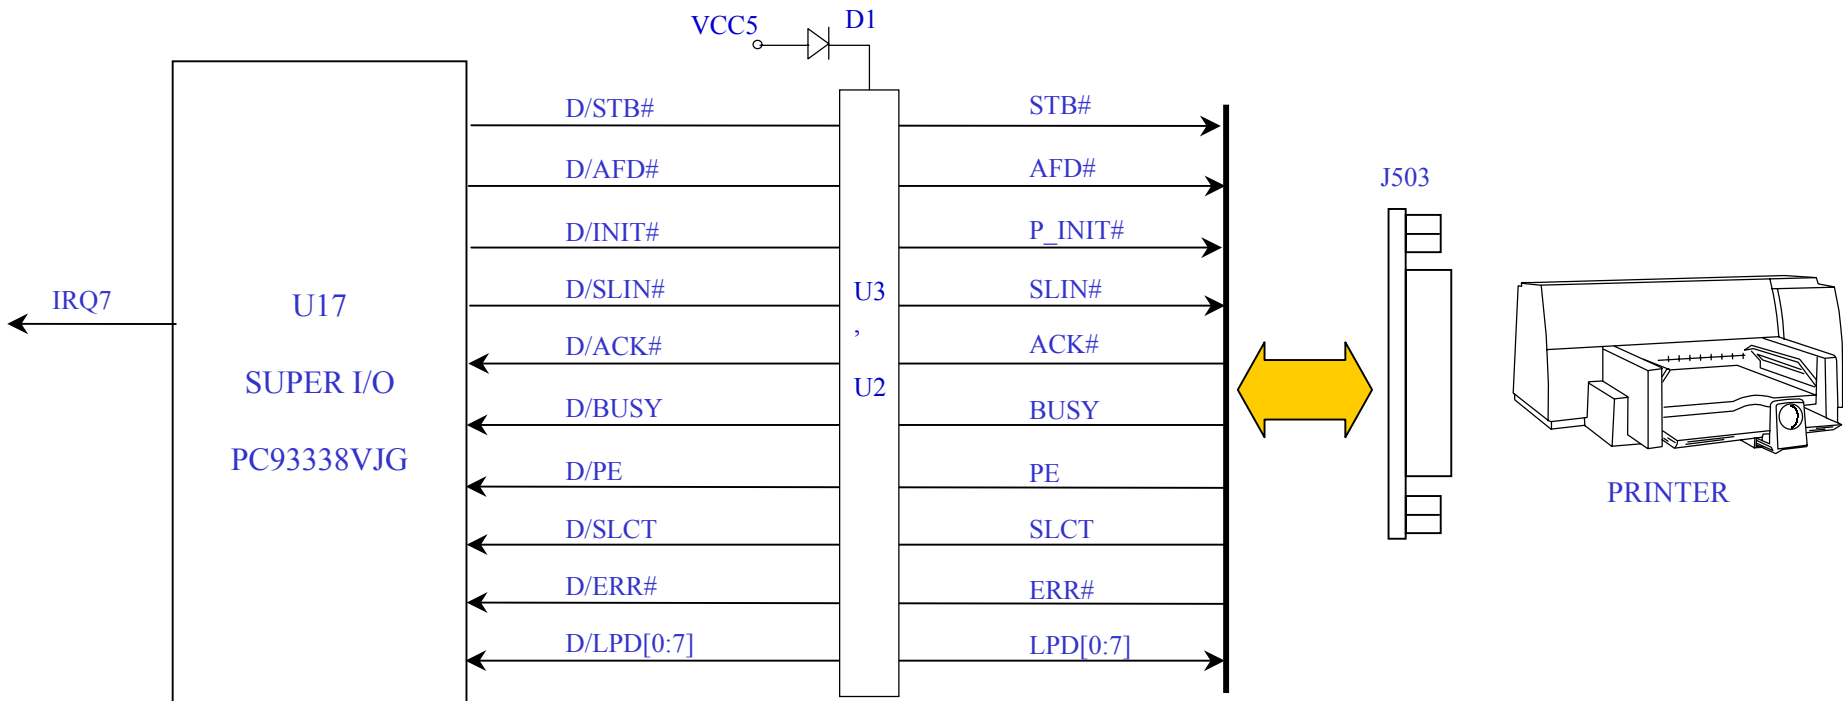 VCC5
D1
D/STB#
STB#
D/AFD#
AFD#
J503
D/INIT#
P_INIT#
IRQ7
U17
D/SLIN#
U3
SLIN#
,
D/ACK#
ACK#
SUPER I/O
U2
D/BUSY
BUSY
PC93338VJG
D/PE
PE
PRINTER
D/SLCT
SLCT
D/ERR#
ERR#
D/LPD[0:7]
LPD[0:7]